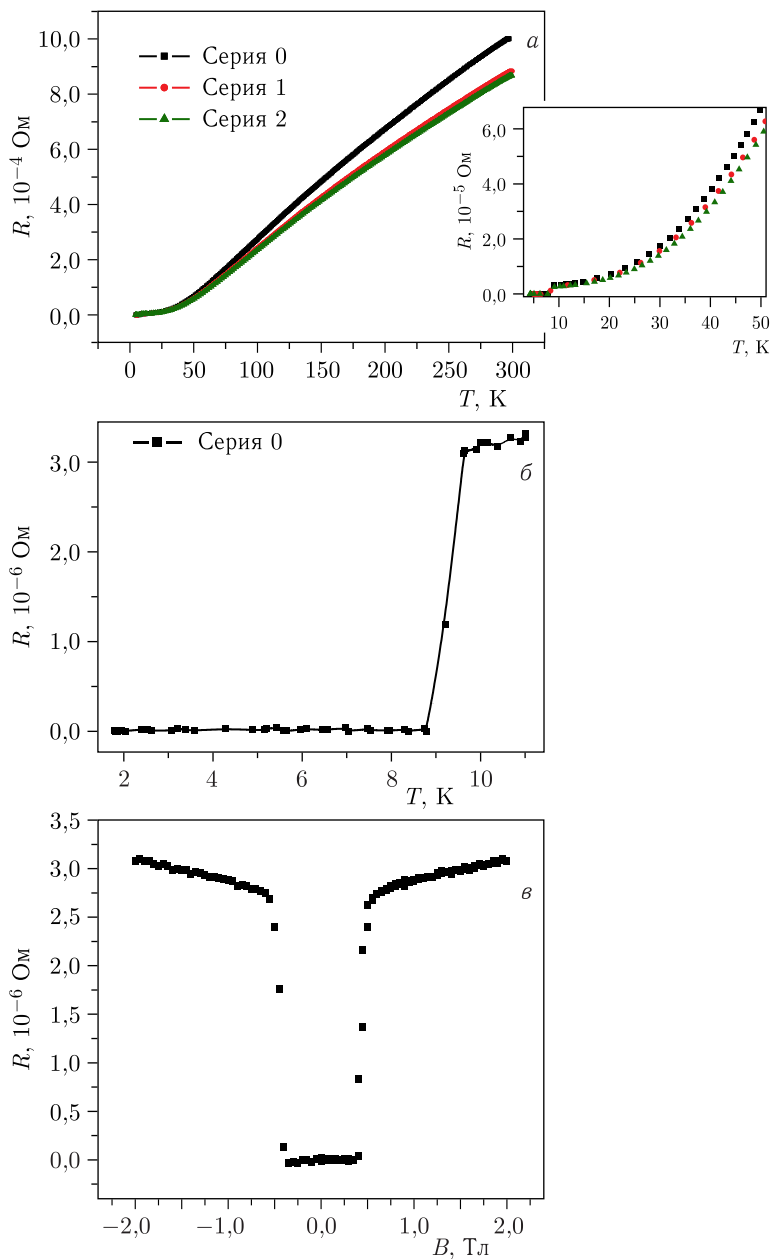 10,0
8,0
6,0
4,0
2,0
0,0
R, 10⁻⁴ Ом
Серия 0
Серия 1
Серия 2
а
0 50 100 150 200 250 300
T, К
6,0
4,0
2,0
0,0
R, 10⁻⁵ Ом
10 20 30 40 50
T, К
Серия 0
б
3,0
2,0
1,0
0,0
R, 10⁻⁶ Ом
2 4 6 8 10
T, К
3,5
3,0
2,5
2,0
1,5
1,0
0,5
0,0
R, 10⁻⁶ Ом
в
−2,0 −1,0 0,0 1,0 2,0
B, Тл